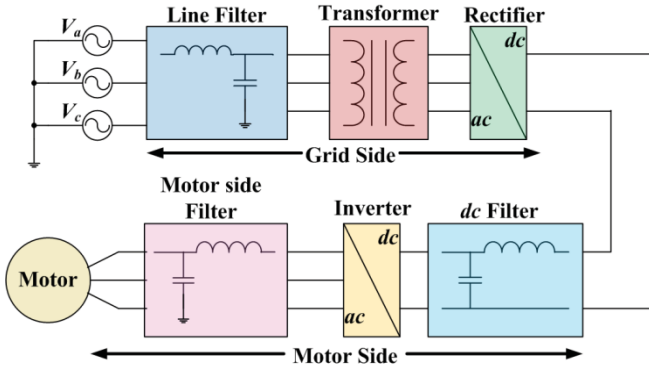 Line Filter
Transformer
Rectifier
Va
Vb
Vc
dc
ac
Grid Side
Motor side
Filter
Inverter
dc Filter
Motor
dc
ac
Motor Side